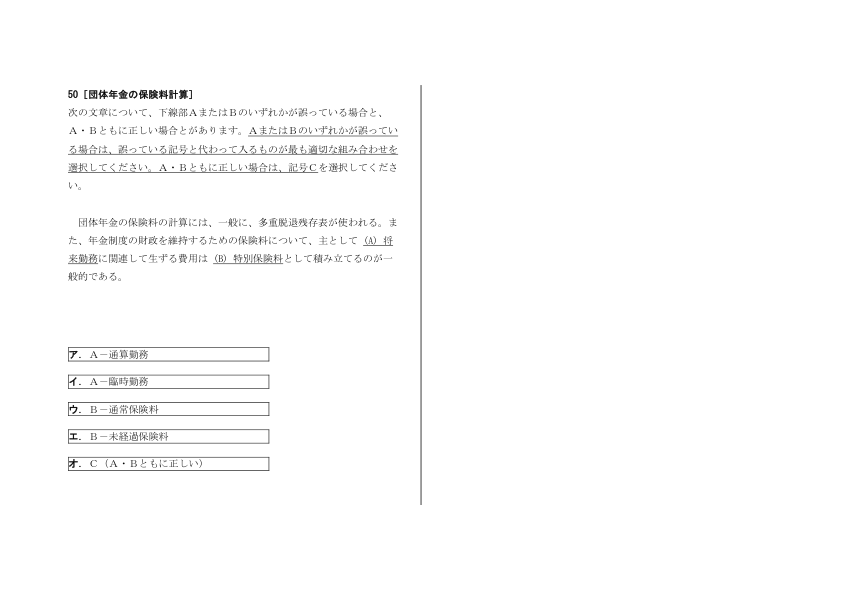 50［団体年金の保険料計算］
次の文章について、下線部ＡまたはＢのいずれかが誤っている場合と、
Ａ・Ｂともに正しい場合とがあります。ＡまたはＢのいずれかが誤ってい
る場合は、誤っている記号と代わって入るものが最も適切な組み合わせを
選択してください。Ａ・Ｂともに正しい場合は、記号Ｃを選択してくださ
い。
団体年金の保険料の計算には、一般に、多重脱退残存表が使われる。ま
た、年金制度の財政を維持するための保険料について、主として (A) 将
来勤務に関連して生ずる費用は (B) 特別保険料として積み立てるのが一
般的である。
ア．Ａ－通算勤務
イ．Ａ－臨時勤務
ウ．Ｂ－通常保険料
エ．Ｂ－未経過保険料
オ．Ｃ（Ａ・Ｂともに正しい）